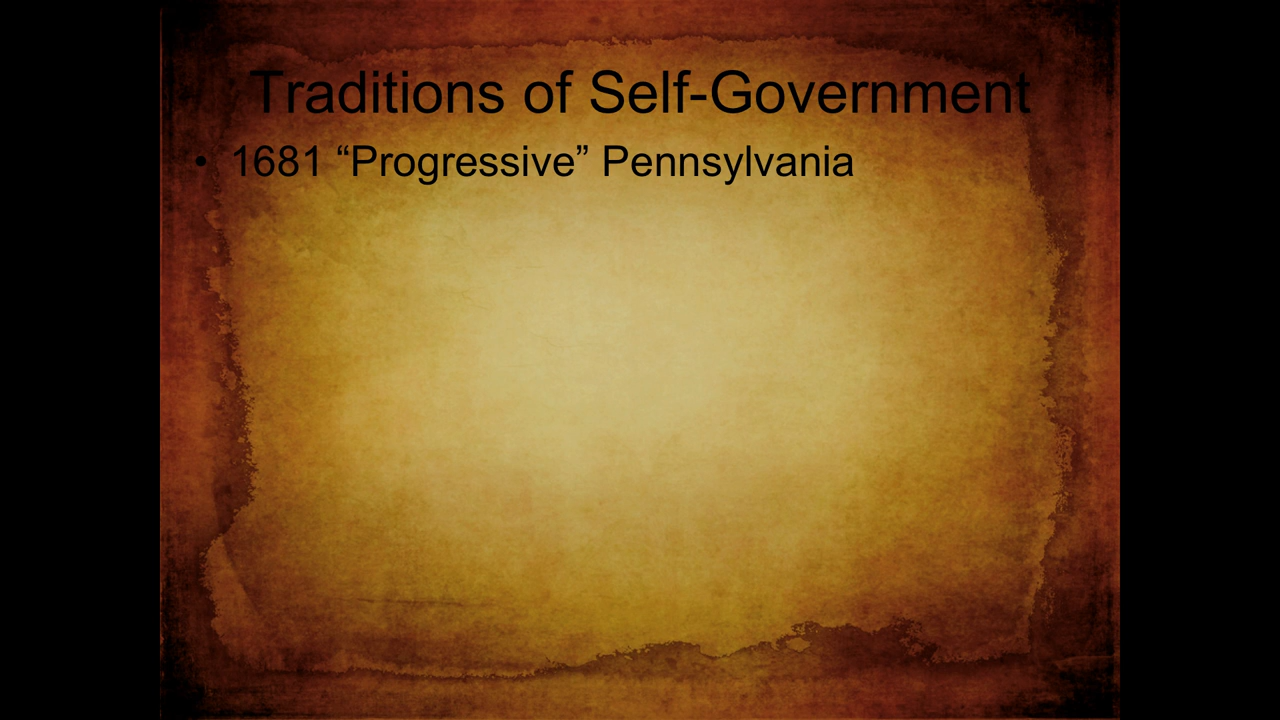 Traditions of Self-Government
• 1681 “Progressive” Pennsylvania